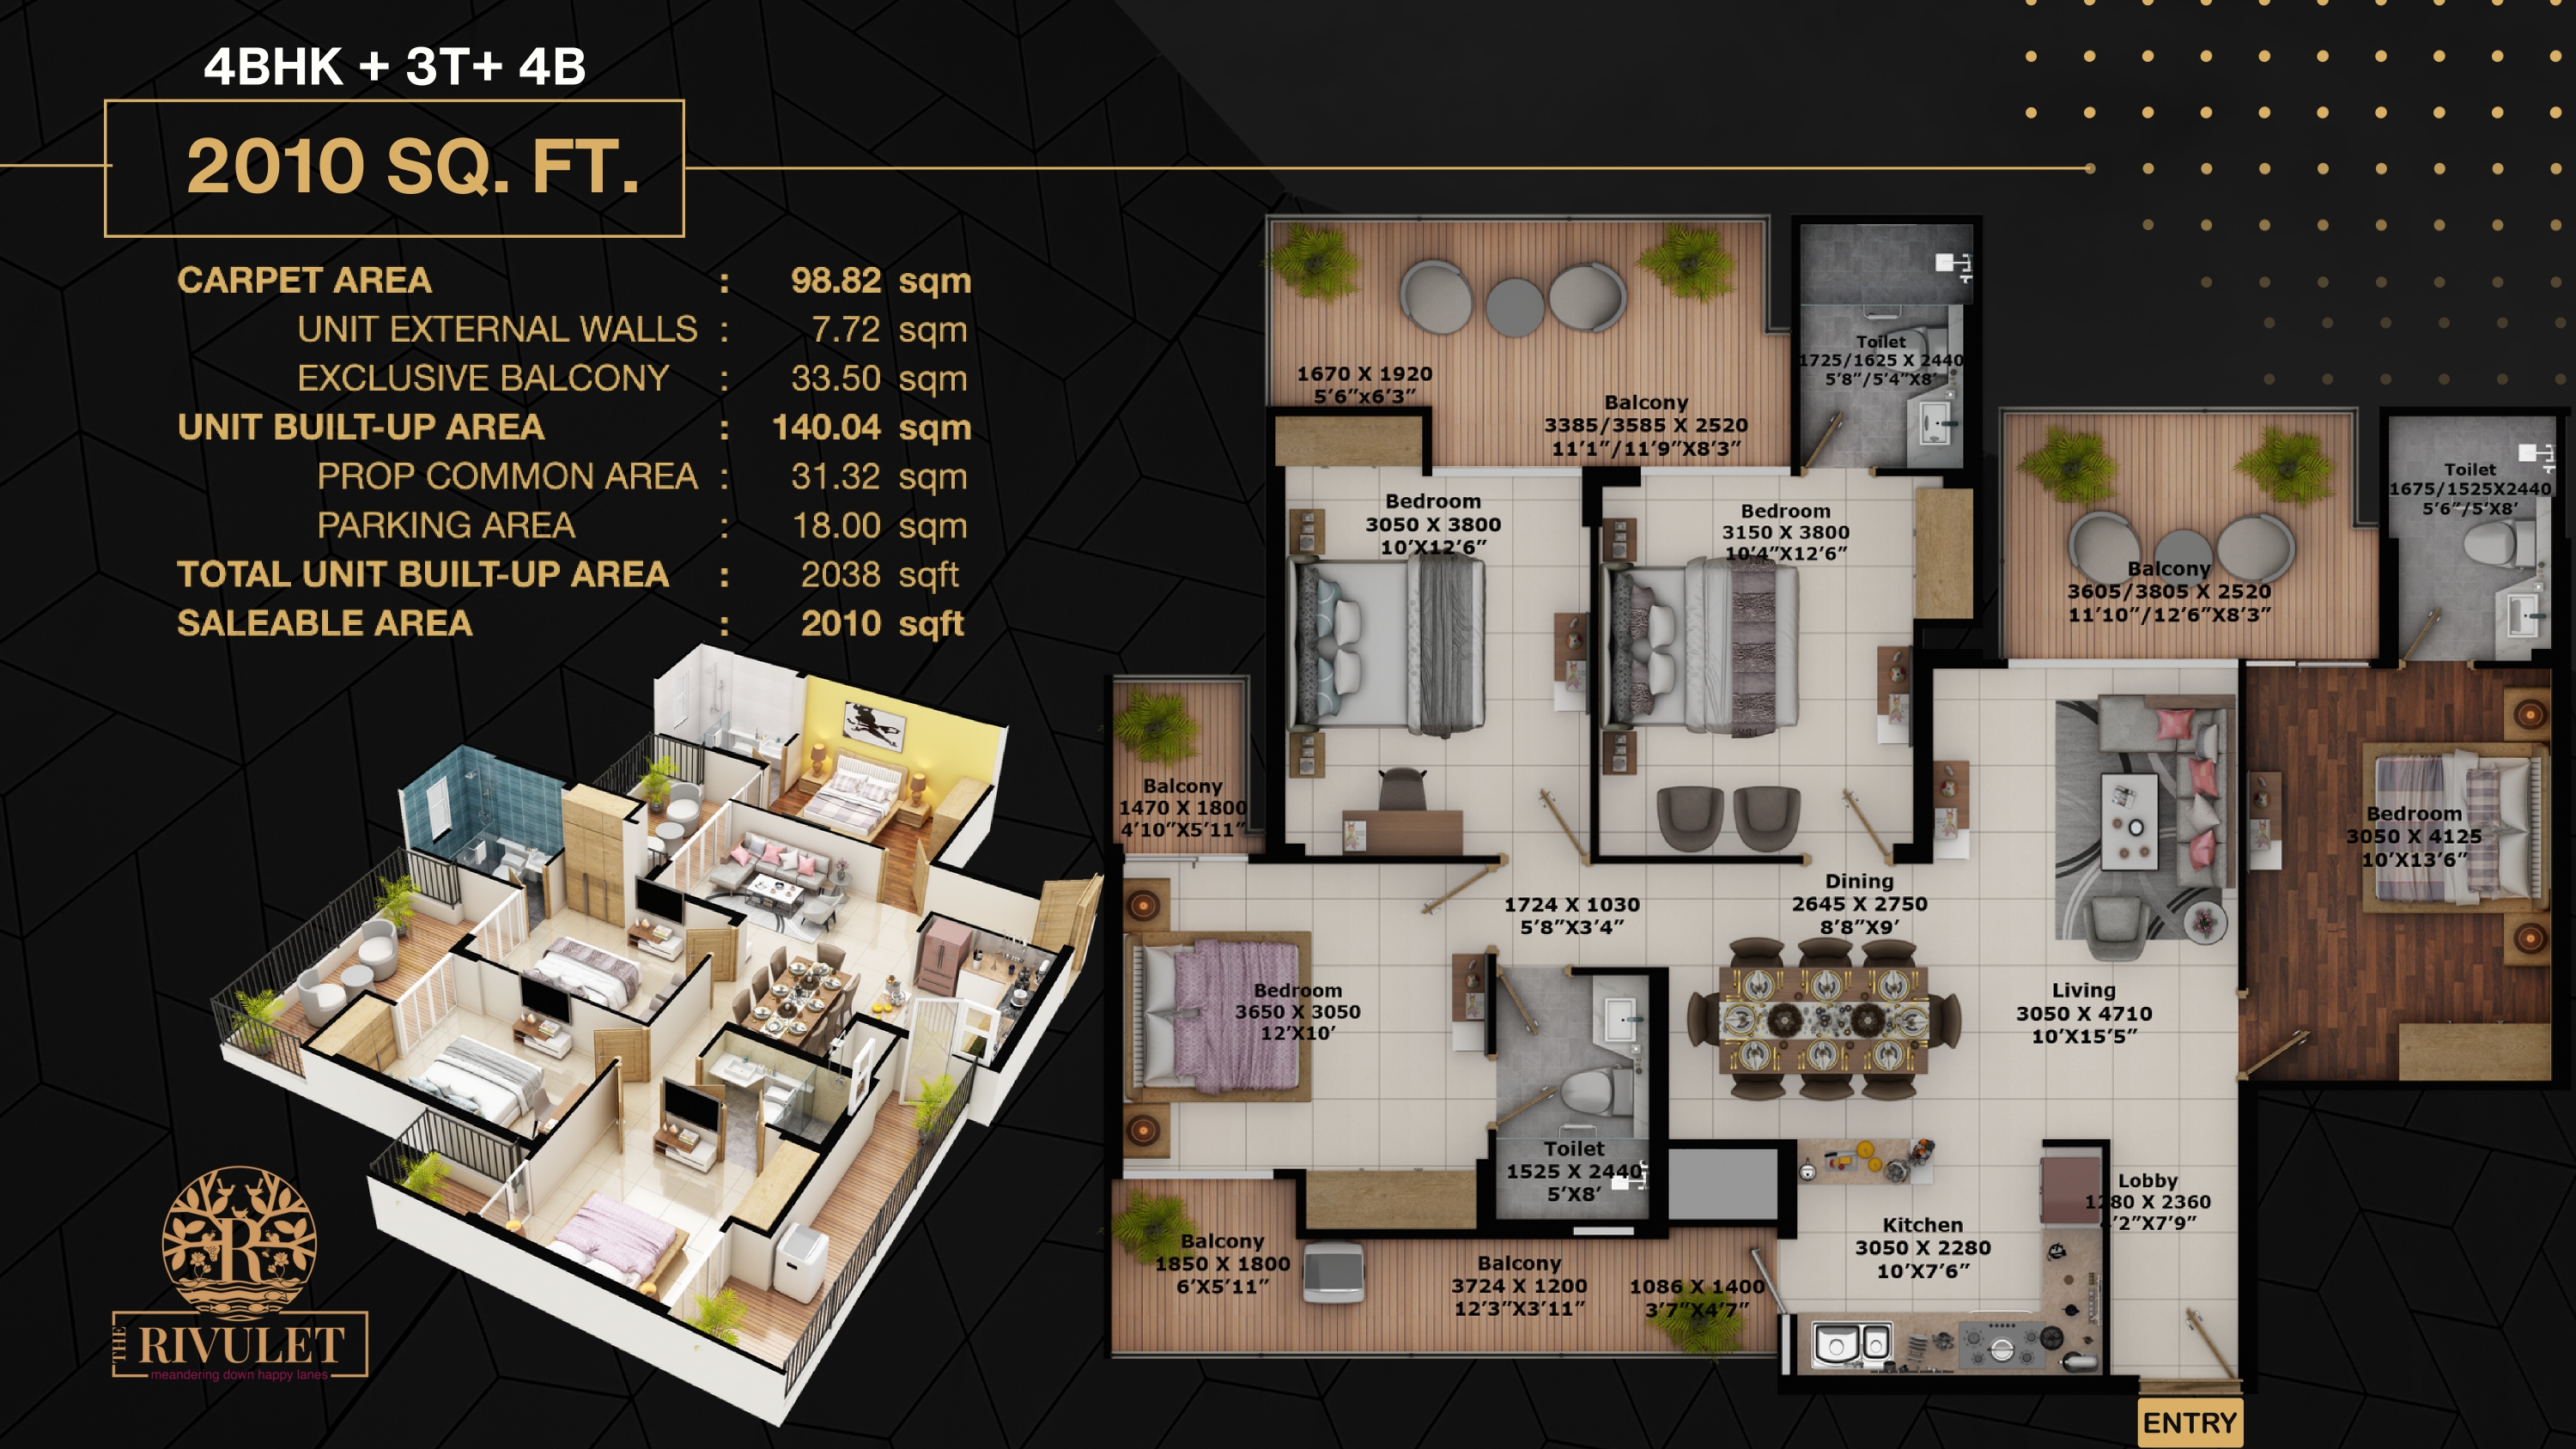 4BHK + 3T+ 4B
2010 SQ. FT.
CARPET AREA : 98.82 sqm
UNIT EXTERNAL WALLS : 7.72 sqm
EXCLUSIVE BALCONY : 33.50 sqm
UNIT BUILT-UP AREA : 140.04 sqm
PROP COMMON AREA : 31.32 sqm
PARKING AREA : 18.00 sqm
TOTAL UNIT BUILT-UP AREA : 2038 sqft
SALEABLE AREA : 2010 sqft
1670 X 1920
5'6"x6'3"
Balcony
3385/3585 X 2520
11'1"/11'9"X8'3"
Toilet
1725/1625 X 2440
5'8"/5'4"X8'
Bedroom
3050 X 3800
10'X12'6"
Bedroom
3150 X 3800
10'4"X12'6"
Balcony
3605/3805 X 2520
11'10"/12'6"X8'3"
Toilet
1675/1525X2440
5'6"/5'X8'
Balcony
1470 X 1800
4'10"X5'11"
Bedroom
3050 X 4125
10'X13'6"
1724 X 1030
5'8"X3'4"
Dining
2645 X 2750
8'8"X9'
Bedroom
3650 X 3050
12'X10'
Living
3050 X 4710
10'X15'5"
Toilet
1525 X 2440
5'X8'
Lobby
1280 X 2360
4'2"X7'9"
Balcony
1850 X 1800
6'X5'11"
Balcony
3724 X 1200
12'3"X3'11"
1086 X 1400
3'7"X4'7"
Kitchen
3050 X 2280
10'X7'6"
ENTRY
R
THE RIVULET
meandering down happy lanes